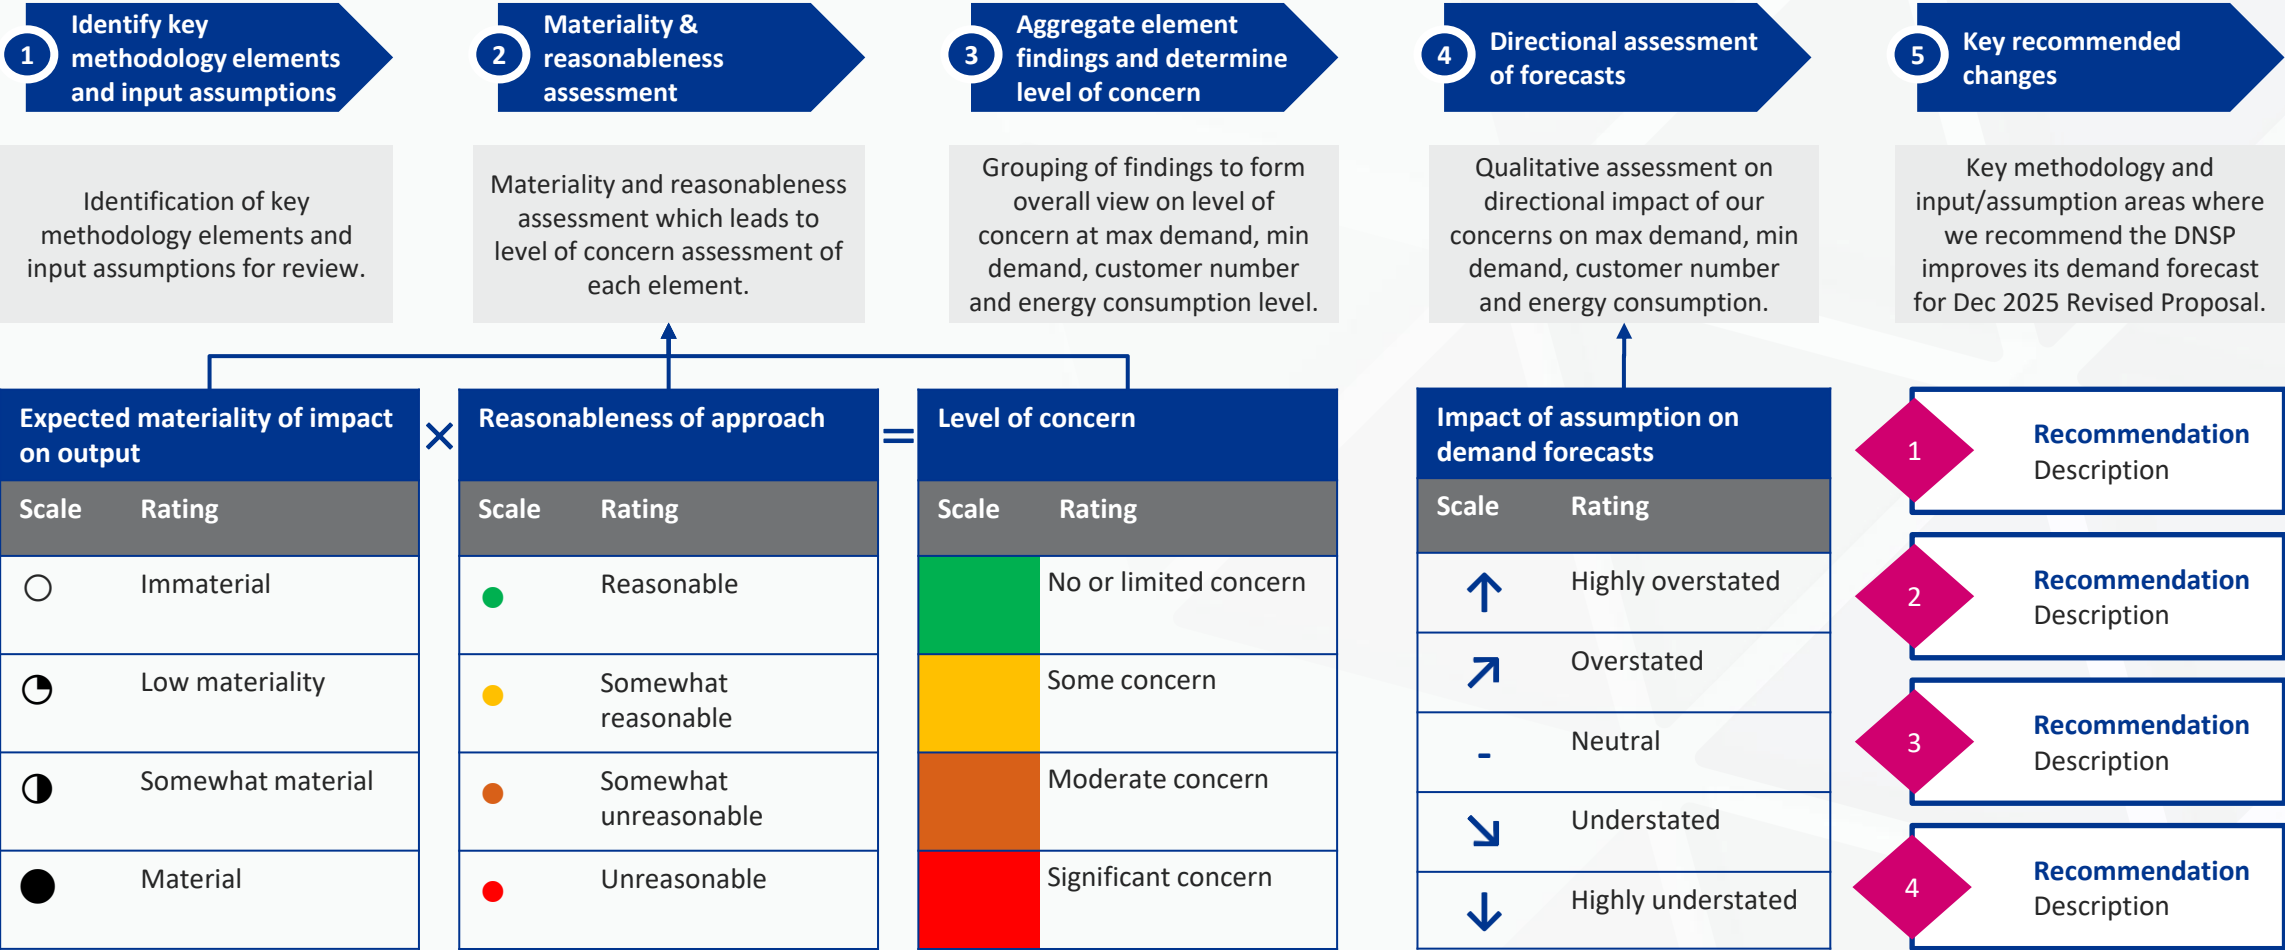 1
Identify key
methodology elements
and input assumptions
2
Materiality &
reasonableness
assessment
3
Aggregate element
findings and determine
level of concern
4
Directional assessment
of forecasts
5
Key recommended
changes
Identification of key
methodology elements and
input assumptions for review.
Materiality and reasonableness
assessment which leads to
level of concern assessment of
each element.
Grouping of findings to form
overall view on level of
concern at max demand, min
demand, customer number
and energy consumption level.
Qualitative assessment on
directional impact of our
concerns on max demand, min
demand, customer number
and energy consumption.
Key methodology and
input/assumption areas where
we recommend the DNSP
improves its demand forecast
for Dec 2025 Revised Proposal.
Expected materiality of impact
on output
Scale Rating
Immaterial
Low materiality
Somewhat material
Material
×
Reasonableness of approach
Scale Rating
Reasonable
Somewhat
reasonable
Somewhat
unreasonable
Unreasonable
=
Level of concern
Scale Rating
No or limited concern
Some concern
Moderate concern
Significant concern
Impact of assumption on
demand forecasts
Scale Rating
↑ Highly overstated
↗ Overstated
- Neutral
↘ Understated
↓ Highly understated
1
Recommendation
Description
2
Recommendation
Description
3
Recommendation
Description
4
Recommendation
Description